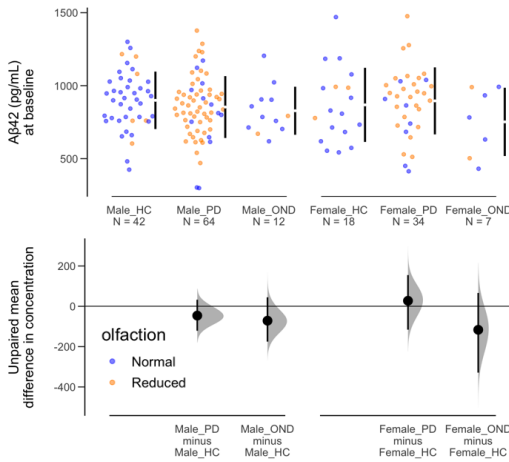 Aβ42 (pg/mL)
at baseline
1500
1000
500
Male_HC
N = 42
Male_PD
N = 64
Male_OND
N = 12
Female_HC
N = 18
Female_PD
N = 34
Female_OND
N = 7
Unpaired mean
difference in concentration
200
0
-200
-400
olfaction
Normal
Reduced
Male_PD
minus
Male_HC
Male_OND
minus
Male_HC
Female_PD
minus
Female_HC
Female_OND
minus
Female_HC